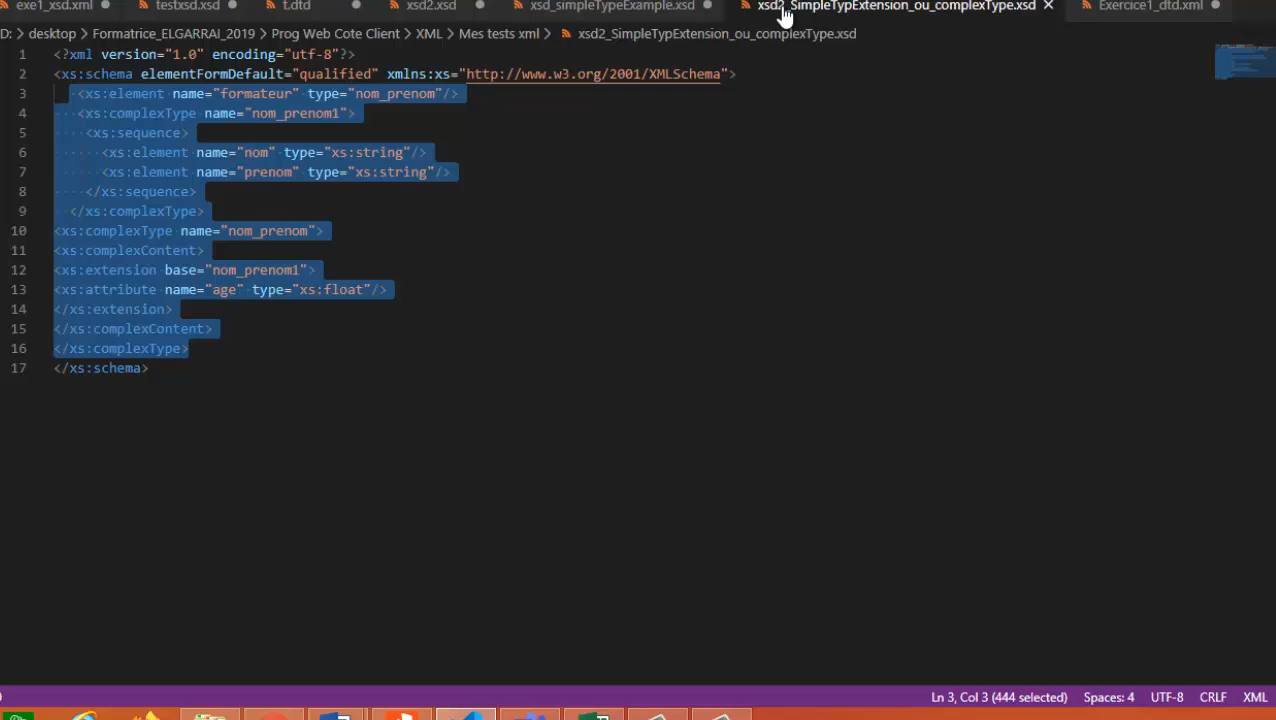 exe1_xsd.xml testxsd.xsd t.dtd xsd2.xsd xsd_simpleTypeExample.xsd xsd2_SimpleTypExtension_ou_complexType.xsd Exercice1_dtd.xml
D: > desktop > Formatrice_ELGARRAI_2019 > Prog Web Cote Client > XML > Mes tests xml > xsd2_SimpleTypExtension_ou_complexType.xsd
1 <?xml version="1.0" encoding="utf-8"?>
2 <xs:schema elementFormDefault="qualified" xmlns:xs="http://www.w3.org/2001/XMLSchema">
3 <xs:element name="formateur" type="nom_prenom"/>
4 <xs:complexType name="nom_prenom1">
5 <xs:sequence>
6 <xs:element name="nom" type="xs:string"/>
7 <xs:element name="prenom" type="xs:string"/>
8 </xs:sequence>
9 </xs:complexType>
10 <xs:complexType name="nom_prenom">
11 <xs:complexContent>
12 <xs:extension base="nom_prenom1">
13 <xs:attribute name="age" type="xs:float"/>
14 </xs:extension>
15 </xs:complexContent>
16 </xs:complexType>
17 </xs:schema>
Ln 3, Col 3 (444 selected) Spaces: 4 UTF-8 CRLF XML